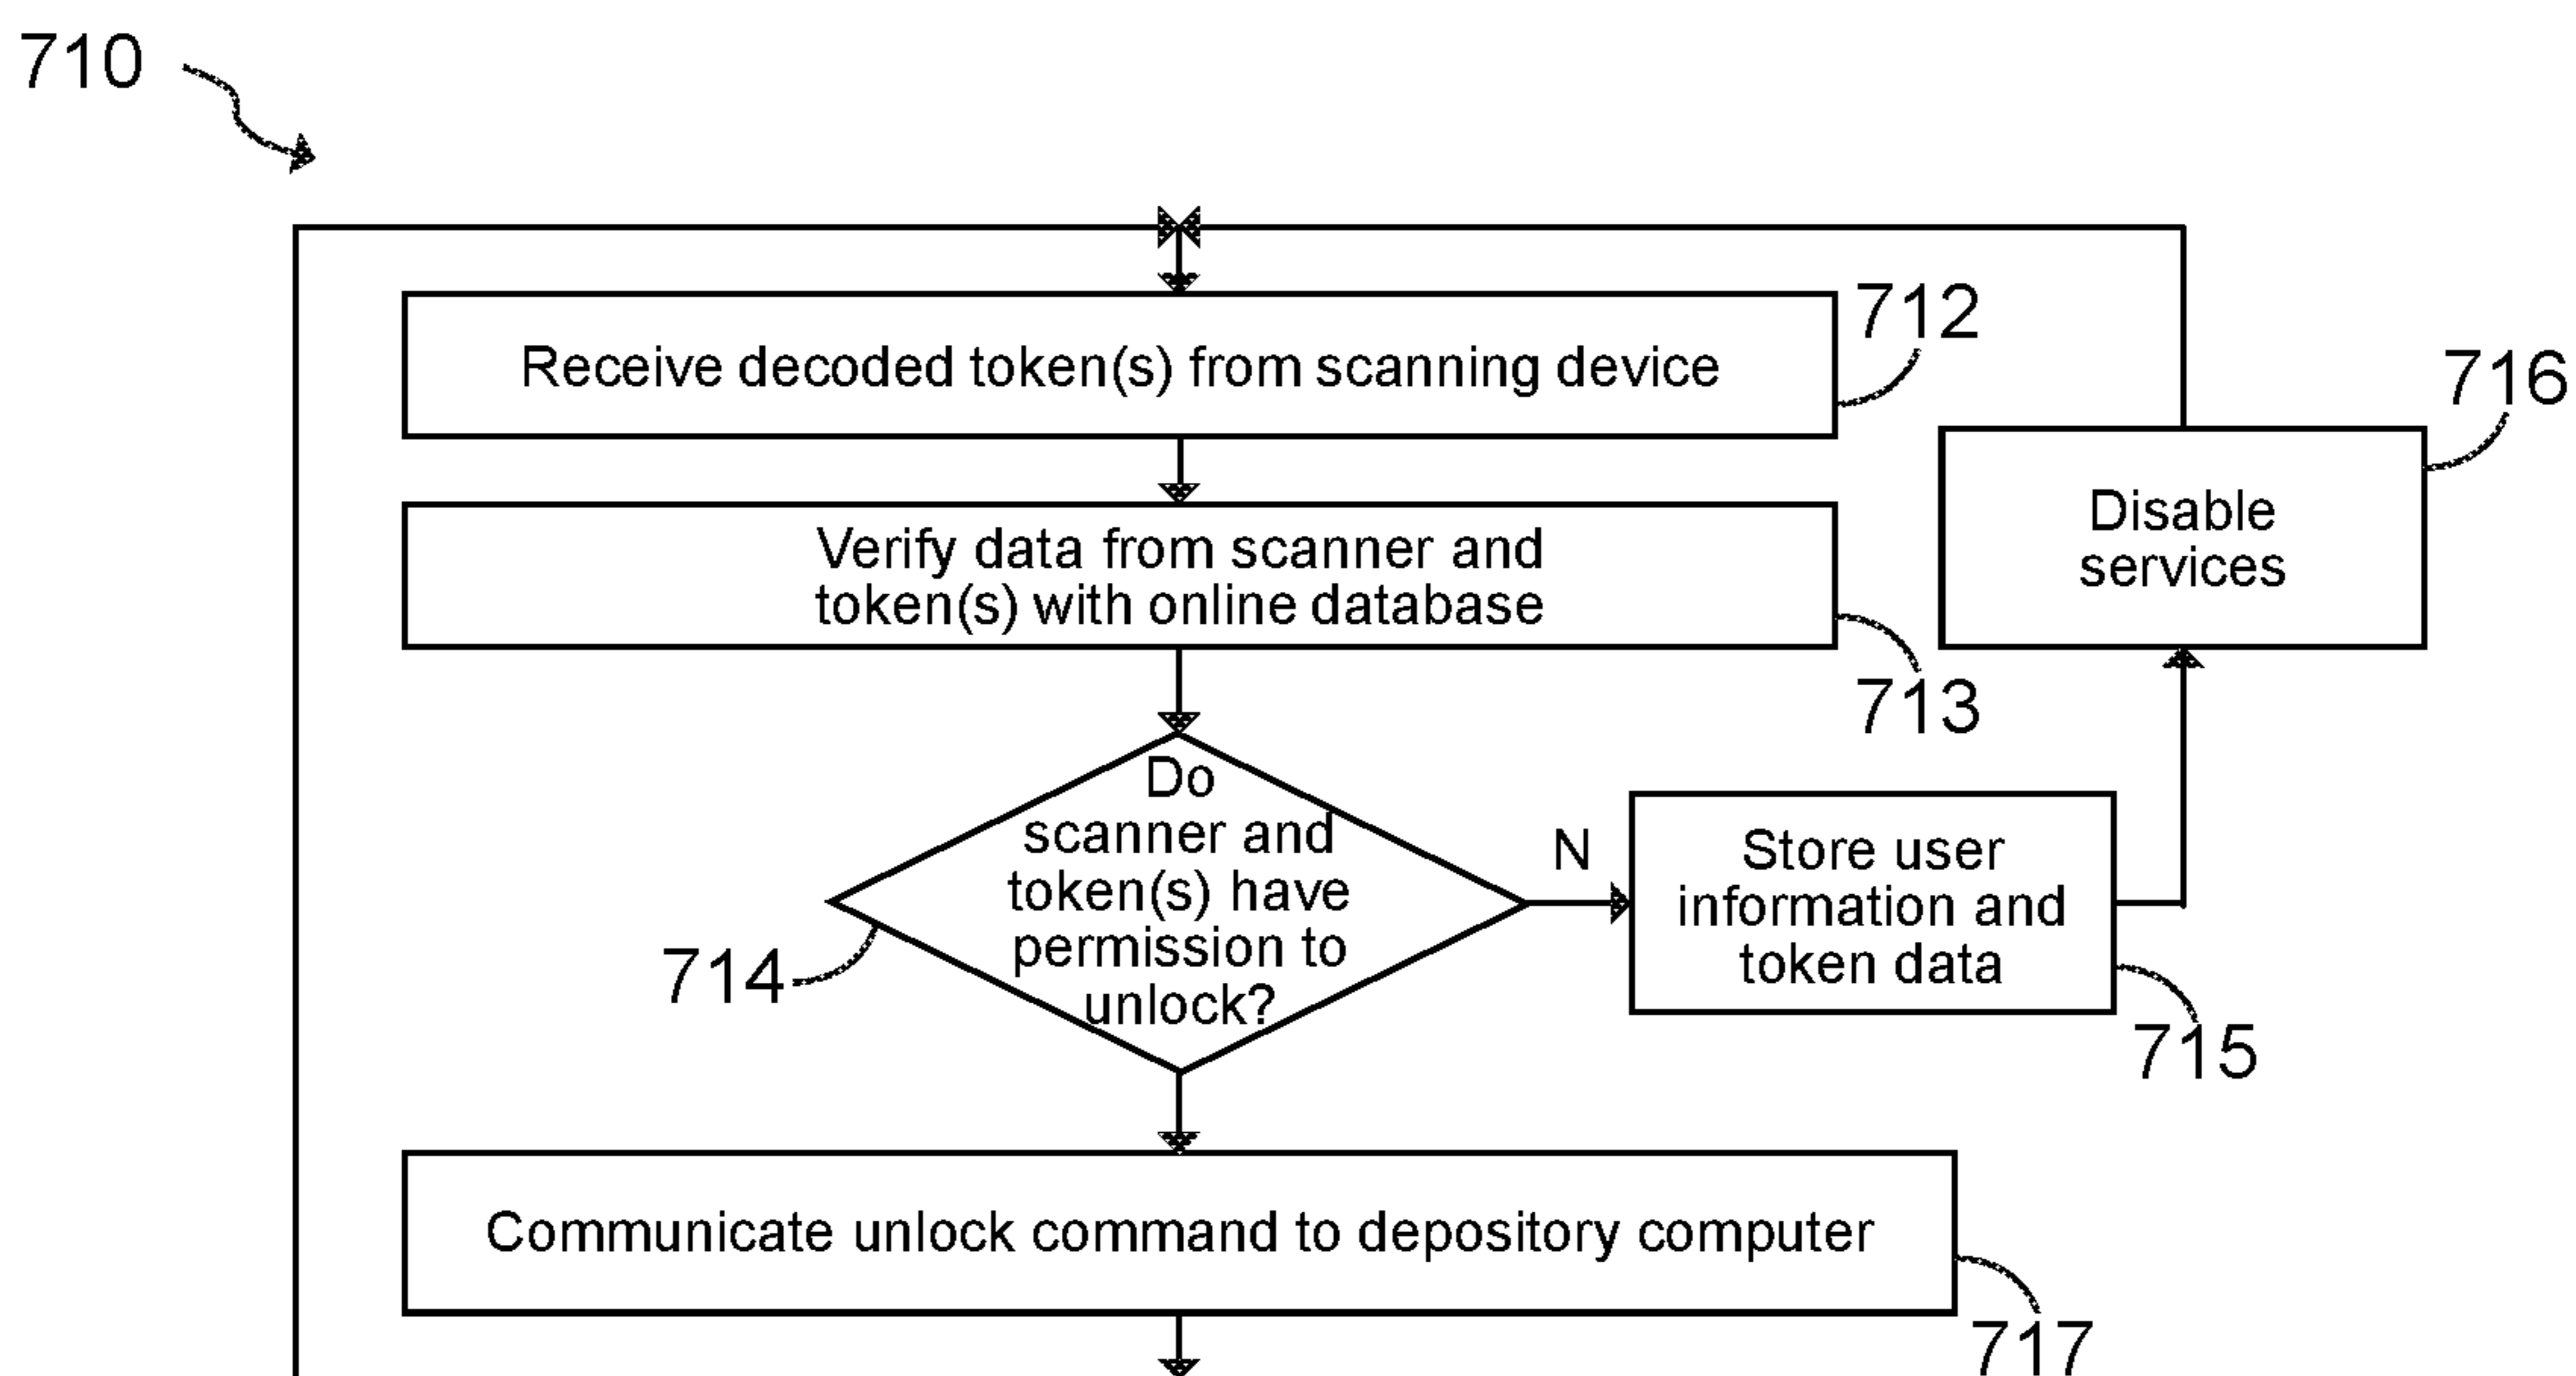 710
Receive decoded token(s) from scanning device
712
Verify data from scanner and
token(s) with online database
713
716
Disable
services
Do
scanner and
token(s) have
permission to
unlock?
714
N
Store user
information and
token data
715
Communicate unlock command to depository computer
717